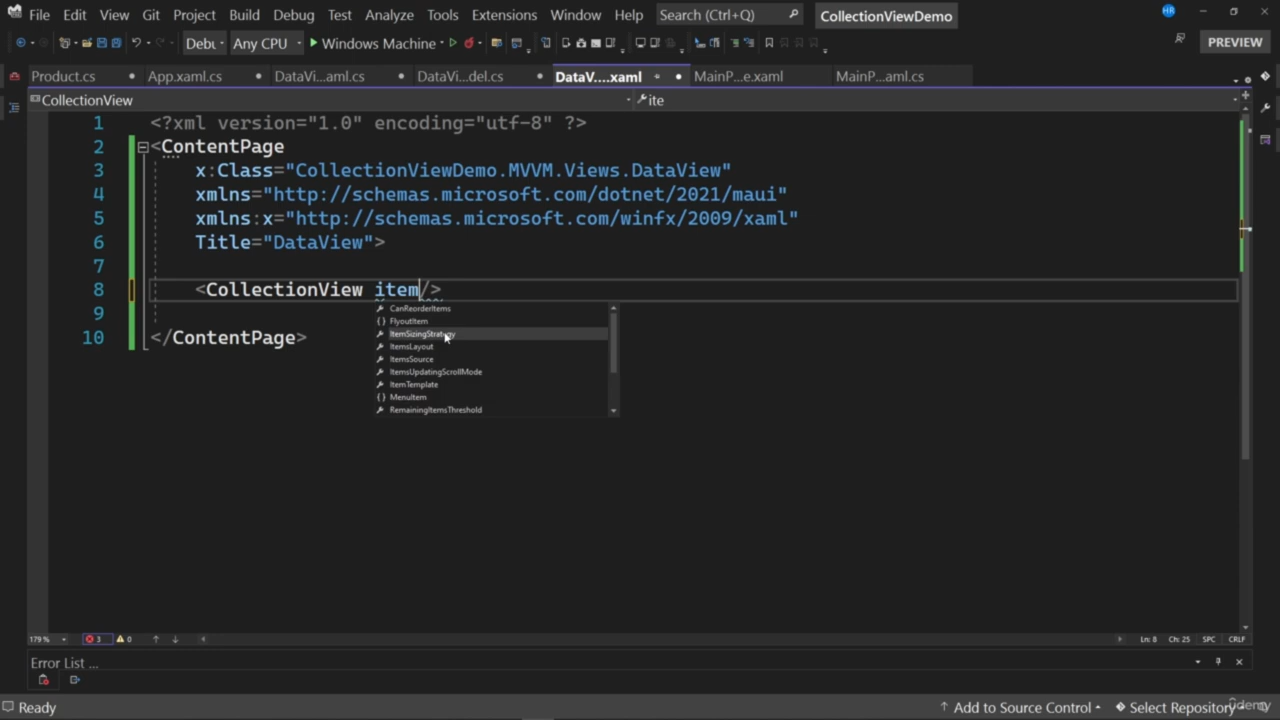 File Edit View Git Project Build Debug Test Analyze Tools Extensions Window Help Search (Ctrl+Q) CollectionViewDemo HR
Debu Any CPU Windows Machine PREVIEW
Product.cs App.xaml.cs DataVi...aml.cs DataVi...del.cs DataV....xaml MainP...e.xaml MainP...aml.cs
CollectionView ite
1 <?xml version="1.0" encoding="utf-8" ?>
2 <ContentPage
3 x:Class="CollectionViewDemo.MVVM.Views.DataView"
4 xmlns="http://schemas.microsoft.com/dotnet/2021/maui"
5 xmlns:x="http://schemas.microsoft.com/winfx/2009/xaml"
6 Title="DataView">
7
8 <CollectionView item/>
9
10 </ContentPage>
CanReorderItems
{} FlyoutItem
ItemSizingStrategy
ItemsLayout
ItemsSource
ItemsUpdatingScrollMode
ItemTemplate
{} MenuItem
RemainingItemsThreshold
179 % 3 0 Ln: 8 Ch: 25 SPC CRLF
Error List ...
Ready Add to Source Control Select Repository
Udemy